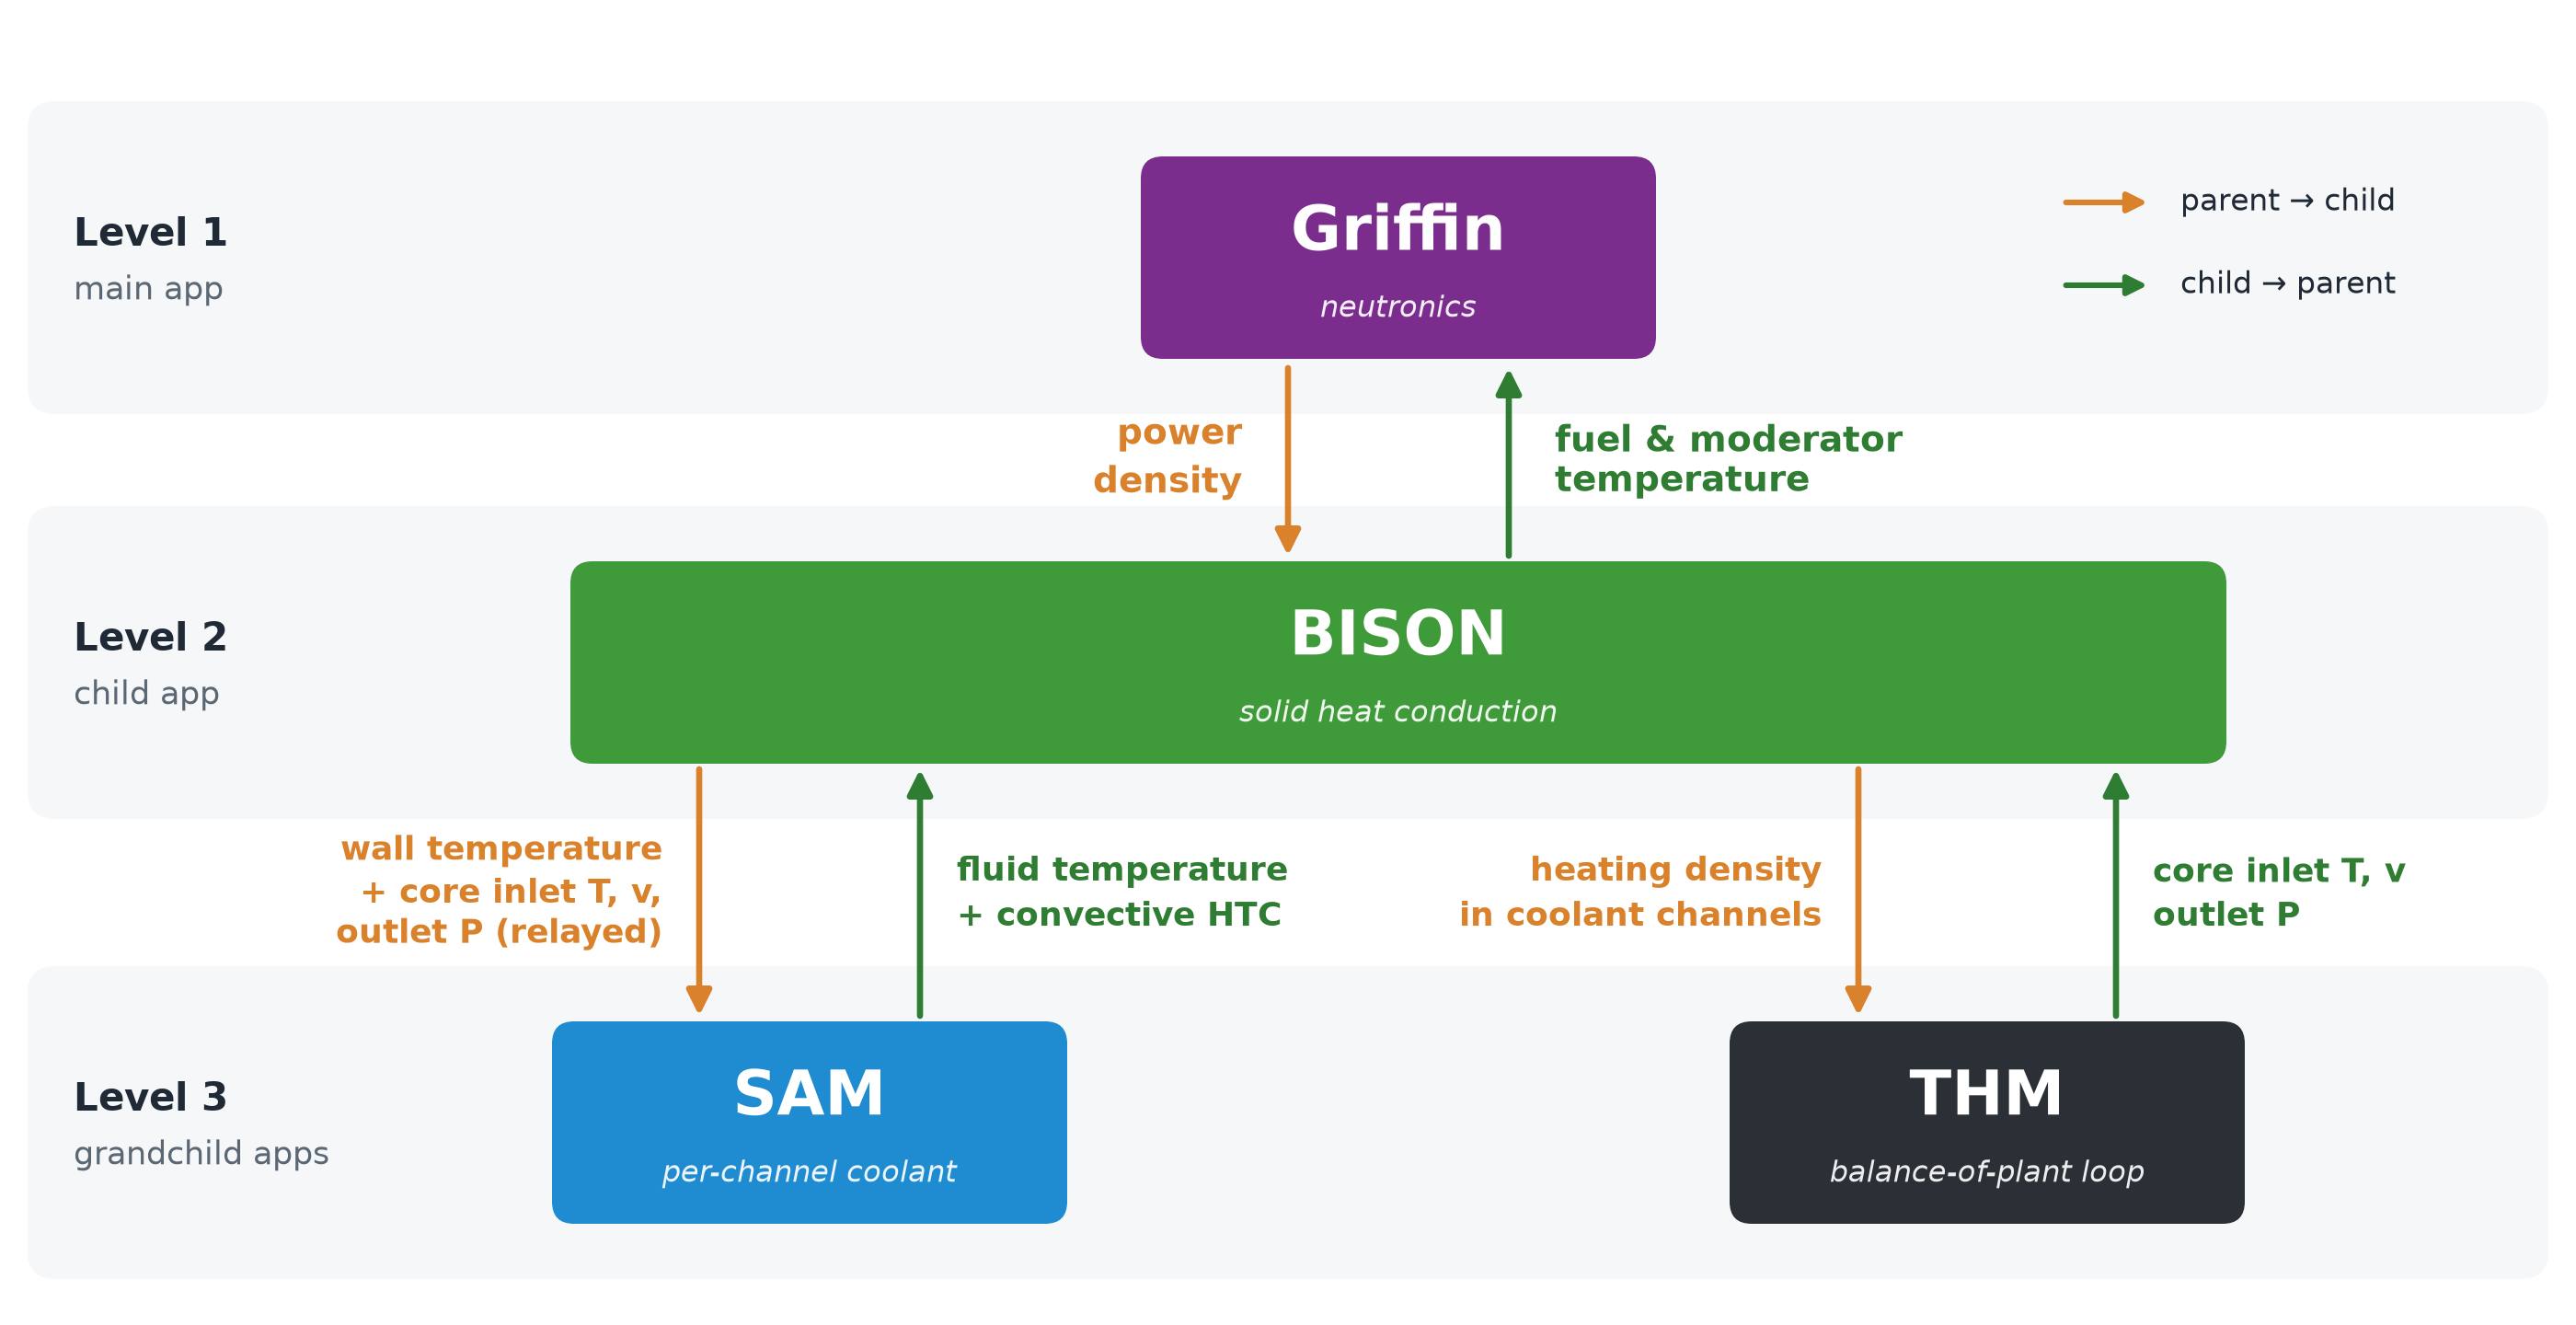 Level 1
main app
Griffin
neutronics
parent → child
child → parent
power
density
fuel & moderator
temperature
Level 2
child app
BISON
solid heat conduction
wall temperature
+ core inlet T, v,
outlet P (relayed)
fluid temperature
+ convective HTC
heating density
in coolant channels
core inlet T, v
outlet P
Level 3
grandchild apps
SAM
per-channel coolant
THM
balance-of-plant loop